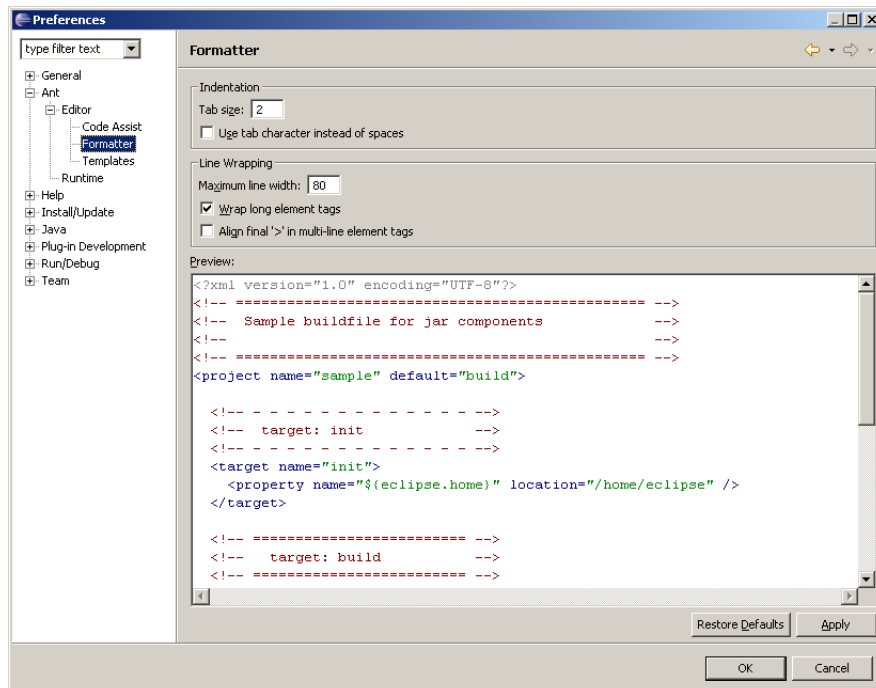 Preferences
type filter text
General
Ant
Editor
Code Assist
Formatter
Templates
Runtime
Help
Install/Update
Java
Plug-in Development
Run/Debug
Team
Formatter
Indentation
Tab size: 2
Use tab character instead of spaces
Line Wrapping
Maximum line width: 80
Wrap long element tags
Align final '>' in multi-line element tags
Preview:
<?xml version="1.0" encoding="UTF-8"?>
<!-- ================================================ -->
<!--  Sample buildfile for jar components             -->
<!--                                                  -->
<!-- ================================================ -->
<project name="sample" default="build">
  <!-- - - - - - - - - - - - - - - -->
  <!--  target: init             -->
  <!-- - - - - - - - - - - - - - - -->
  <target name="init">
    <property name="${eclipse.home}" location="/home/eclipse" />
  </target>
  <!-- ========================= -->
  <!--   target: build           -->
  <!-- ========================= -->
Restore Defaults Apply
OK Cancel